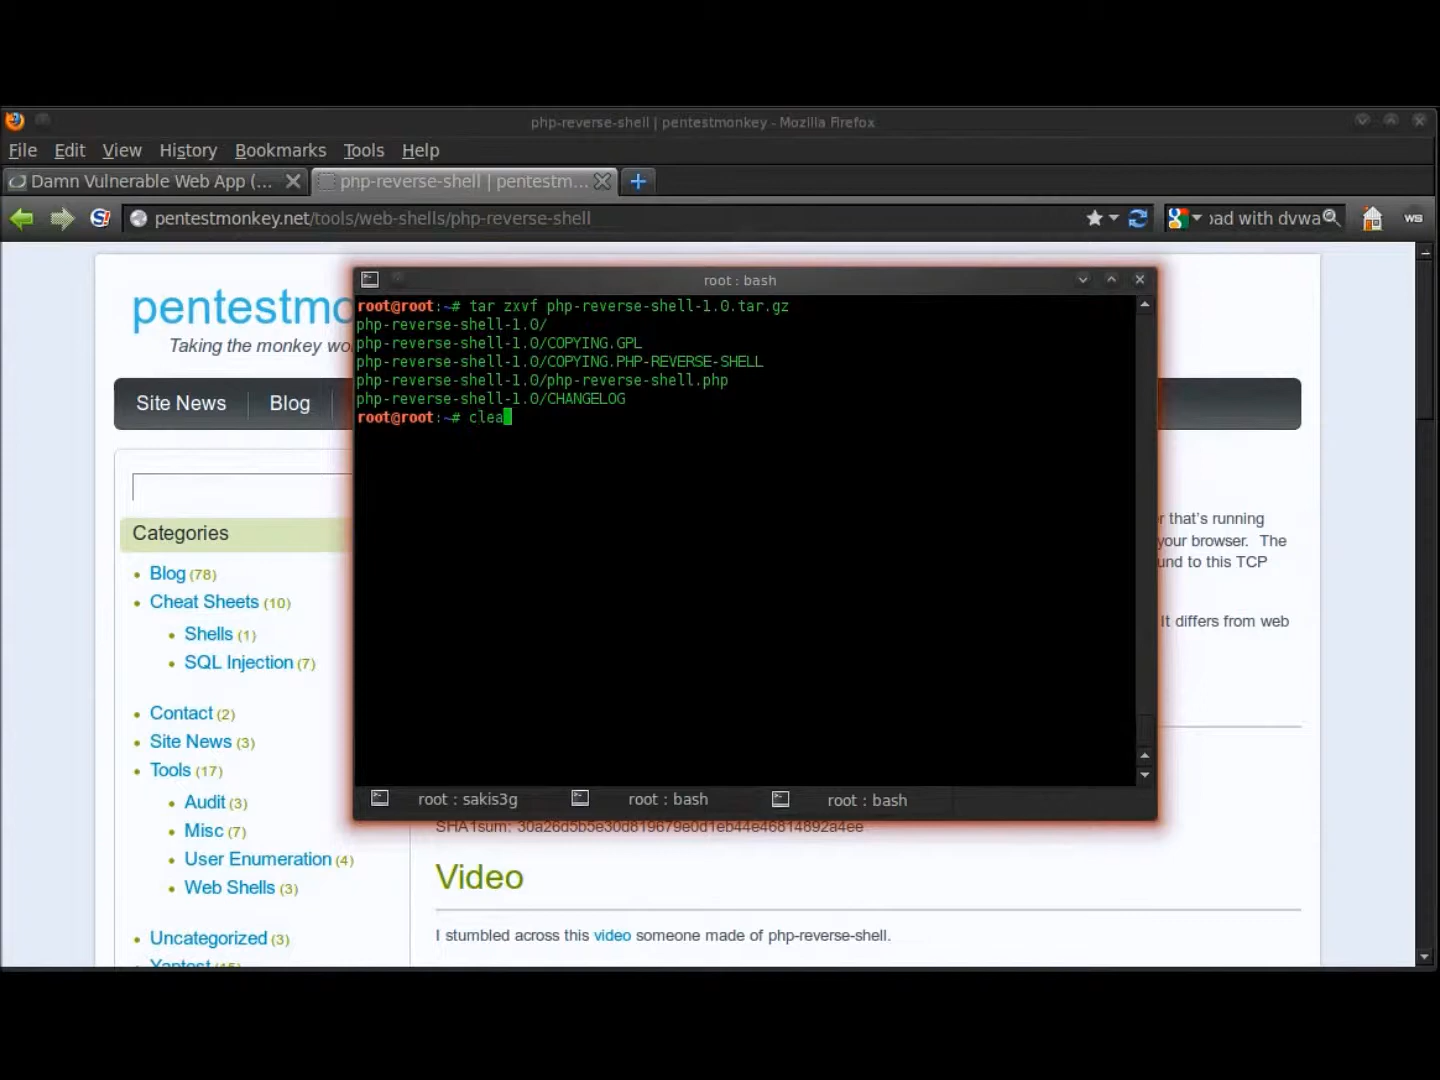 php-reverse-shell | pentestmonkey - Mozilla Firefox
File Edit View History Bookmarks Tools Help
Damn Vulnerable Web App (... php-reverse-shell | pentestm...
pentestmonkey.net/tools/web-shells/php-reverse-shell
with dvwa
ws
pentestmo
Taking the monkey wo
Site News Blog
Categories
Blog (78)
Cheat Sheets (10)
Shells (1)
SQL Injection (7)
Contact (2)
Site News (3)
Tools (17)
Audit (3)
Misc (7)
User Enumeration (4)
Web Shells (3)
Uncategorized (3)
root : bash
root@root:~# tar zxvf php-reverse-shell-1.0.tar.gz
php-reverse-shell-1.0/
php-reverse-shell-1.0/COPYING.GPL
php-reverse-shell-1.0/COPYING.PHP-REVERSE-SHELL
php-reverse-shell-1.0/php-reverse-shell.php
php-reverse-shell-1.0/CHANGELOG
root@root:~# clea
root : sakis3g root : bash root : bash
that's running
your browser. The
und to this TCP
It differs from web
SHA1sum: 30a26d5b5e30d819679e0d1eb44e46814892a4ee
Video
I stumbled across this video someone made of php-reverse-shell.